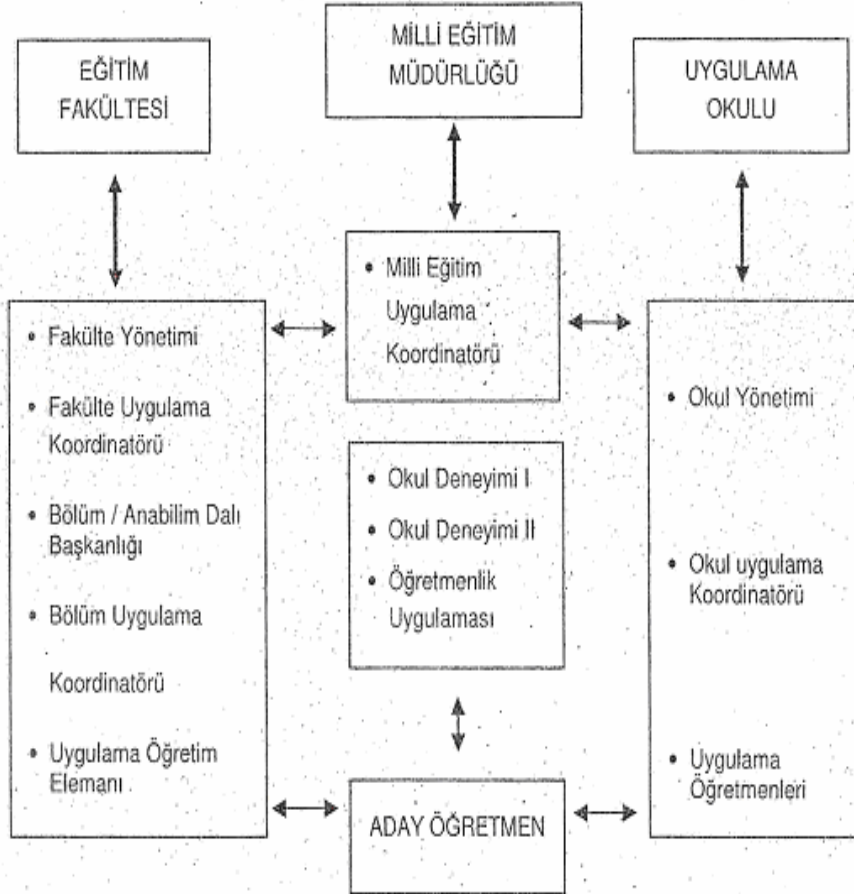 EĞİTİM
FAKÜLTESİ
MİLLİ EĞİTİM
MÜDÜRLÜĞÜ
UYGULAMA
OKULU
• Fakülte Yönetimi
• Fakülte Uygulama
Koordinatörü
• Bölüm / Anabilim Dalı
Başkanlığı
• Bölüm Uygulama
Koordinatörü
• Uygulama Öğretim
Elemanı
• Milli Eğitim
Uygulama
Koordinatörü
• Okul Deneyimi I
• Okul Deneyimi II
• Öğretmenlik
Uygulaması
• Okul Yönetimi
• Okul uygulama
Koordinatörü
• Uygulama
Öğretmenleri
ADAY ÖĞRETMEN